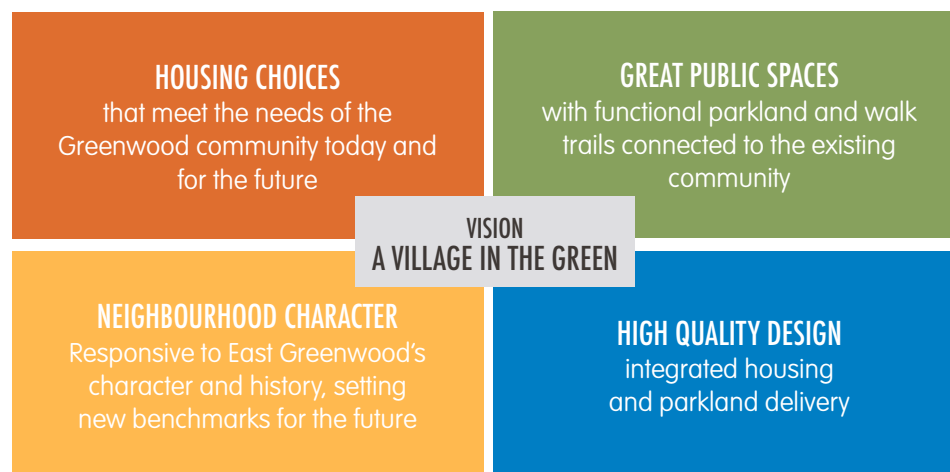 HOUSING CHOICES
that meet the needs of the
Greenwood community today and
for the future
GREAT PUBLIC SPACES
with functional parkland and walk
trails connected to the existing
community
VISION
A VILLAGE IN THE GREEN
NEIGHBOURHOOD CHARACTER
Responsive to East Greenwood's
character and history, setting
new benchmarks for the future
HIGH QUALITY DESIGN
integrated housing
and parkland delivery